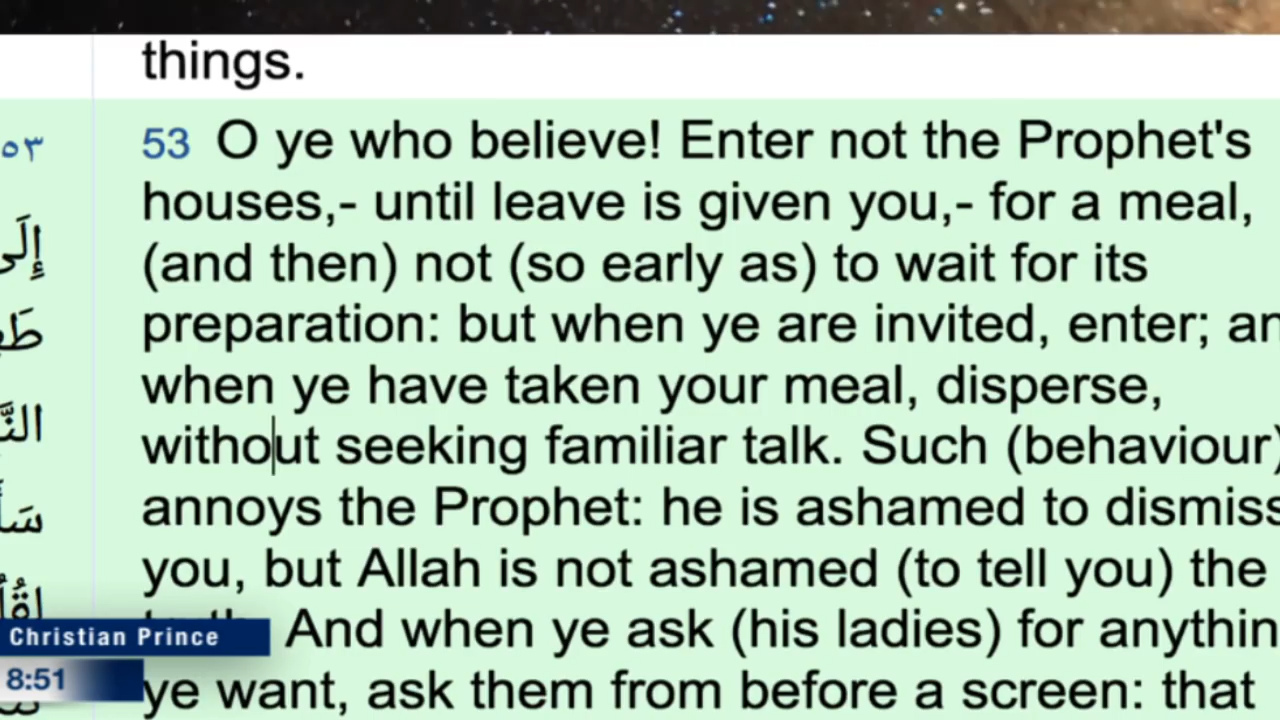 things.
53 O ye who believe! Enter not the Prophet's
houses,- until leave is given you,- for a meal,
(and then) not (so early as) to wait for its
preparation: but when ye are invited, enter; an
when ye have taken your meal, disperse,
without seeking familiar talk. Such (behaviour)
annoys the Prophet: he is ashamed to dismiss
you, but Allah is not ashamed (to tell you) the
And when ye ask (his ladies) for anythin
ye want, ask them from before a screen: that
٥٣
إِلَى
النَّ
Christian Prince
8:51